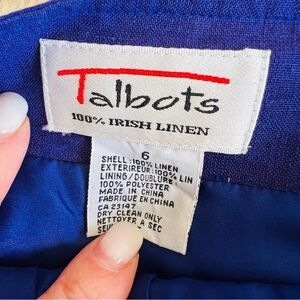 Talbots
100% IRISH LINEN
6
SHELL:100% LINEN
EXTERIEUR:100% LIN
LINING/DOUBLURE
100% POLYESTER
MADE IN CHINA
FABRIQUE EN CHINA
CA 23147
DRY CLEAN ONLY
NETTOYER A SEC